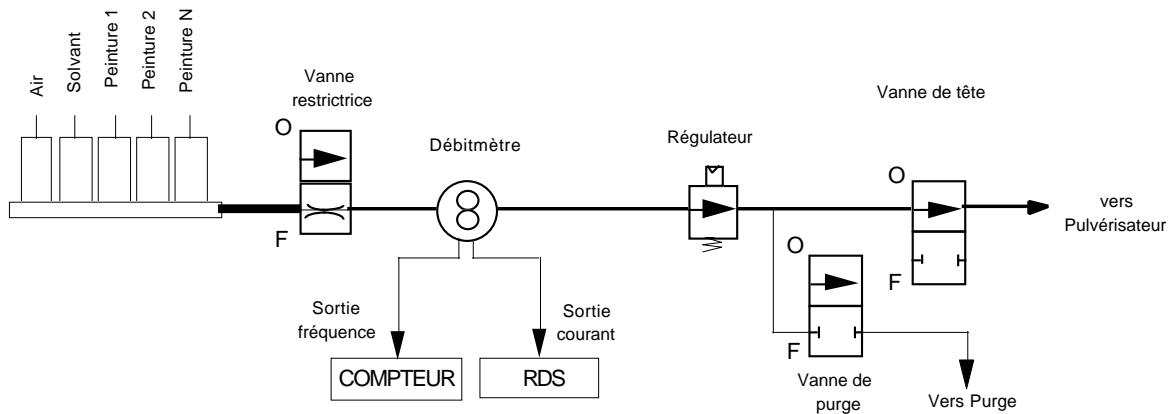 Air
Solvant
Peinture 1
Peinture 2
Peinture N
Vanne
restrictrice
O
F
Débitmètre
Régulateur
Vanne de tête
O
F
vers
Pulvérisateur
O
F
Sortie
fréquence
Sortie
courant
COMPTEUR
RDS
Vanne de
purge
Vers Purge